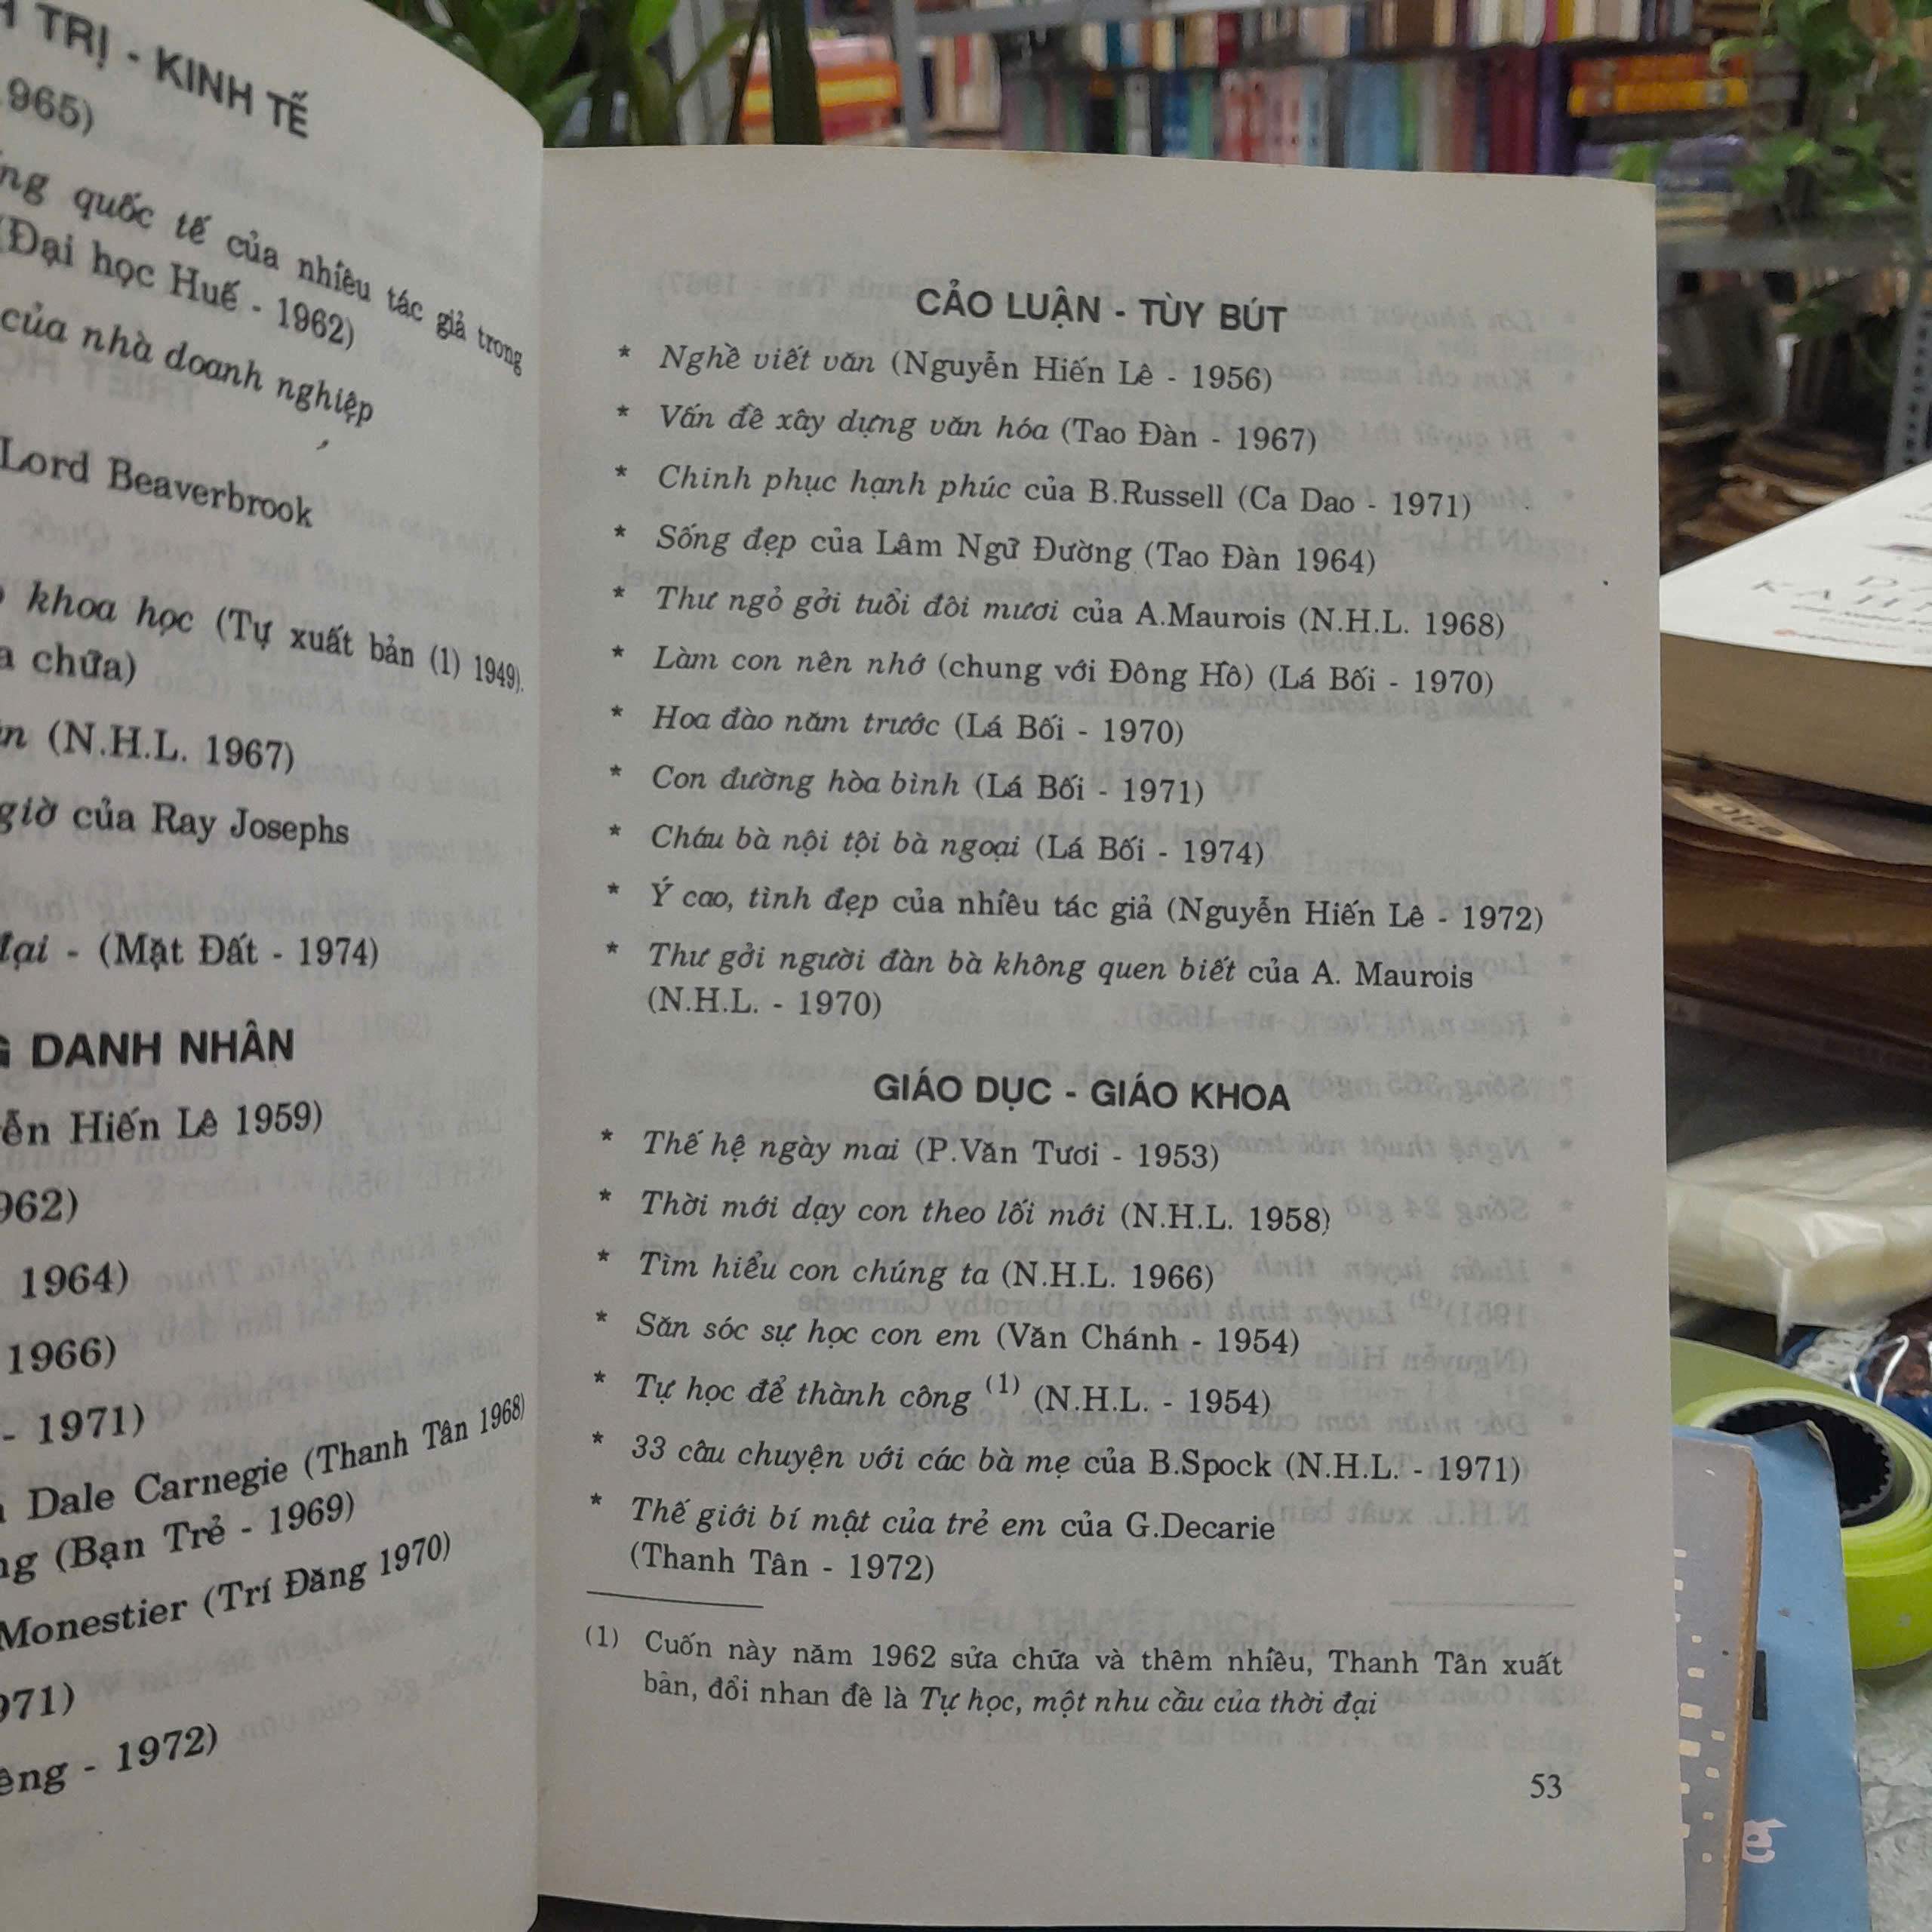 TRỊ - KINH TẾ
965)
quốc tế của nhiều tác giả trong
(Đại học Huế - 1962)
của nhà doanh nghiệp
Lord Beaverbrook
khoa học (Tự xuất bản (1) 1949).
chữa)
(N.H.L. 1967)
giờ của Ray Josephs
đại - (Mặt Đất - 1974)
DANH NHÂN
Hiến Lê 1959)
962)
1964)
1966)
- 1971)
Dale Carnegie (Thanh Tân 1968)
(Bạn Trẻ - 1969)
Monestier (Trí Đăng 1970)
971)
- 1972)
CẢO LUẬN - TÙY BÚT
* Nghề viết văn (Nguyễn Hiến Lê - 1956)
* Vấn đề xây dựng văn hóa (Tao Đàn - 1967)
* Chinh phục hạnh phúc của B.Russell (Ca Dao - 1971)
* Sống đẹp của Lâm Ngữ Đường (Tao Đàn 1964)
* Thư ngỏ gởi tuổi đôi mươi của A.Maurois (N.H.L. 1968)
* Làm con nên nhớ (chung với Đông Hồ) (Lá Bối - 1970)
* Hoa đào năm trước (Lá Bối - 1970)
* Con đường hòa bình (Lá Bối - 1971)
* Cháu bà nội tội bà ngoại (Lá Bối - 1974)
* Ý cao, tình đẹp của nhiều tác giả (Nguyễn Hiến Lê - 1972)
* Thư gởi người đàn bà không quen biết của A. Maurois
(N.H.L. - 1970)
GIÁO DỤC - GIÁO KHOA
* Thế hệ ngày mai (P.Văn Tươi - 1953)
* Thời mới dạy con theo lối mới (N.H.L. 1958)
* Tìm hiểu con chúng ta (N.H.L. 1966)
* Săn sóc sự học con em (Văn Chánh - 1954)
* Tự học để thành công (1) (N.H.L. - 1954)
* 33 câu chuyện với các bà mẹ của B.Spock (N.H.L. - 1971)
* Thế giới bí mật của trẻ em của G.Decarie
(Thanh Tân - 1972)
(1) Cuốn này năm 1962 sửa chữa và thêm nhiều, Thanh Tân xuất
bản, đổi nhan đề là Tự học, một nhu cầu của thời đại
53